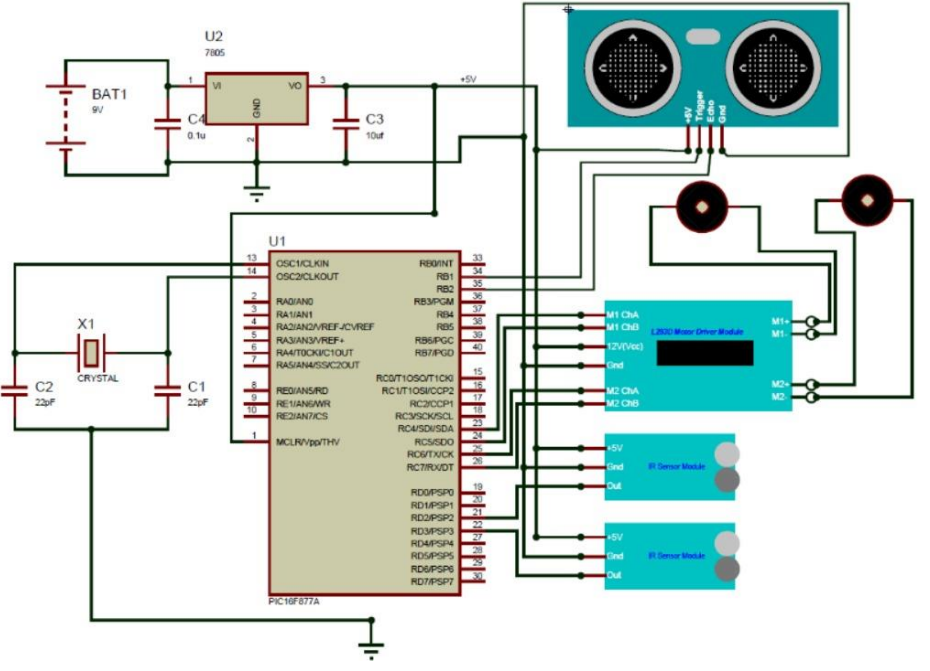 U2
7805
1
VI
VO
3
GND
2
BAT1
9V
C4
0.1u
C3
10uf
+5V
+5V
Trigger
Echo
Gnd
U1
13
OSC1/CLKIN
14
OSC2/CLKOUT
2
RA0/AN0
3
RA1/AN1
4
RA2/AN2/VREF-/CVREF
5
RA3/AN3/VREF+
6
RA4/T0CKI/C1OUT
7
RA5/AN4/SS/C2OUT
8
RE0/AN5/RD
9
RE1/AN6/WR
10
RE2/AN7/CS
1
MCLR/Vpp/THV
RB0/INT
33
RB1
34
RB2
35
RB3/PGM
36
RB4
37
RB5
38
RB6/PGC
39
RB7/PGD
40
RC0/T1OSO/T1CKI
15
RC1/T1OSI/CCP2
16
RC2/CCP1
17
RC3/SCK/SCL
18
RC4/SDI/SDA
23
RC5/SDO
24
RC6/TX/CK
25
RC7/RX/DT
26
RD0/PSP0
19
RD1/PSP1
20
RD2/PSP2
21
RD3/PSP3
22
RD4/PSP4
27
RD5/PSP5
28
RD6/PSP6
29
RD7/PSP7
30
PIC16F877A
X1
CRYSTAL
C2
22pF
C1
22pF
M1 ChA
M1 ChB
12V(Vcc)
Gnd
M2 ChA
M2 ChB
L293D Motor Driver Module
M1+
M1-
M2+
M2-
+5V
Gnd
Out
IR Sensor Module
+5V
Gnd
Out
IR Sensor Module